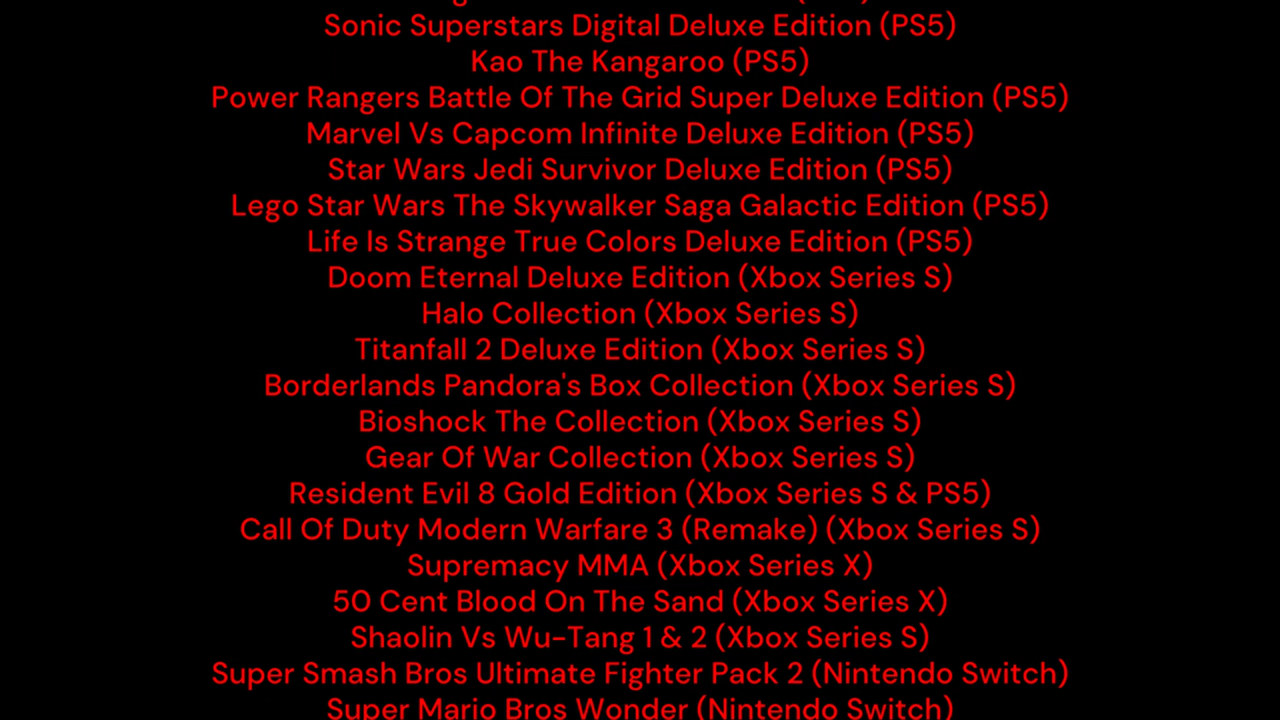 Sonic Superstars Digital Deluxe Edition (PS5)
Kao The Kangaroo (PS5)
Power Rangers Battle Of The Grid Super Deluxe Edition (PS5)
Marvel Vs Capcom Infinite Deluxe Edition (PS5)
Star Wars Jedi Survivor Deluxe Edition (PS5)
Lego Star Wars The Skywalker Saga Galactic Edition (PS5)
Life Is Strange True Colors Deluxe Edition (PS5)
Doom Eternal Deluxe Edition (Xbox Series S)
Halo Collection (Xbox Series S)
Titanfall 2 Deluxe Edition (Xbox Series S)
Borderlands Pandora's Box Collection (Xbox Series S)
Bioshock The Collection (Xbox Series S)
Gear Of War Collection (Xbox Series S)
Resident Evil 8 Gold Edition (Xbox Series S & PS5)
Call Of Duty Modern Warfare 3 (Remake) (Xbox Series S)
Supremacy MMA (Xbox Series X)
50 Cent Blood On The Sand (Xbox Series X)
Shaolin Vs Wu-Tang 1 & 2 (Xbox Series S)
Super Smash Bros Ultimate Fighter Pack 2 (Nintendo Switch)
Super Mario Bros Wonder (Nintendo Switch)